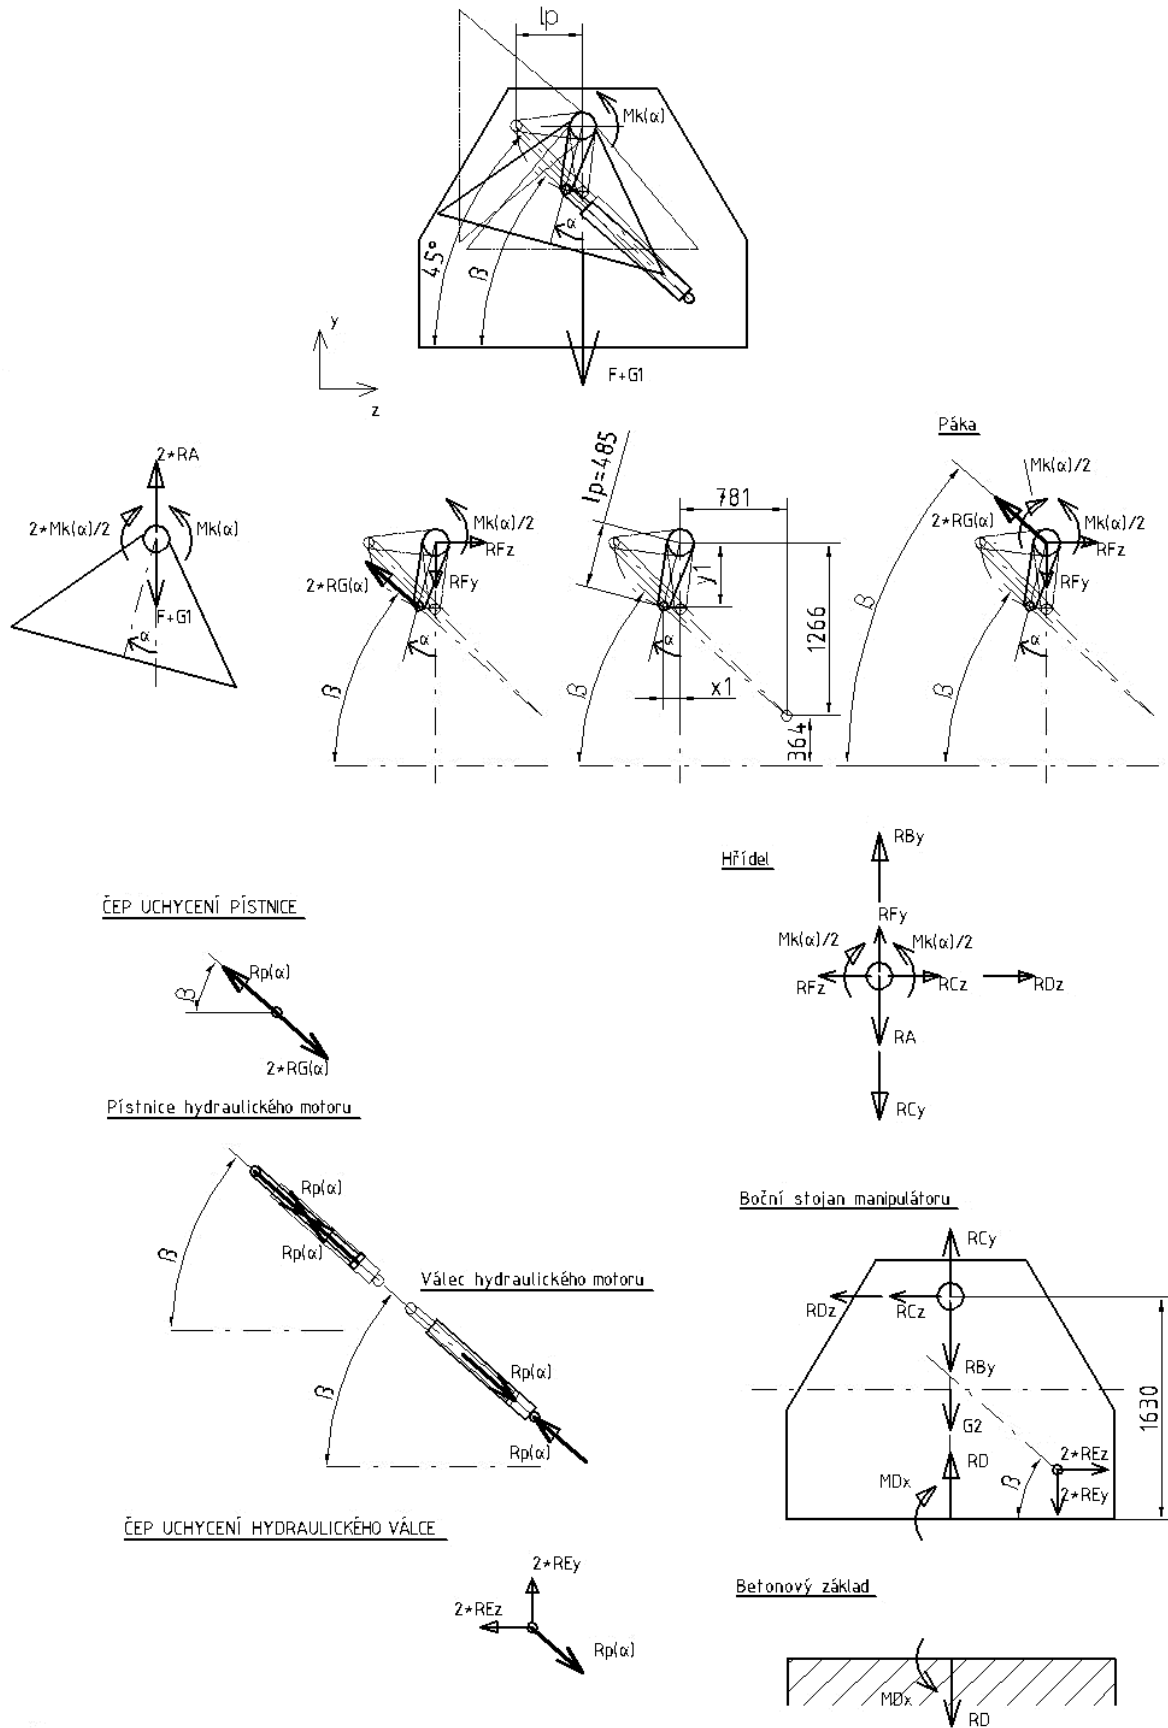 lp
Mk(α)
45°
β
α
y
z
F+G1
Páka
2*RA
2*Mk(α)/2
Mk(α)
F+G1
α
Mk(α)/2
RFz
RFy
2*RG(α)
β
α
lp=485
781
y1
1266
β
α
x1
364
Mk(α)/2
2*RG(α)
Mk(α)/2
RFz
RFy
β
β
α
Hřídel
RBy
RFy
Mk(α)/2
Mk(α)/2
RFz
RCz
RDz
RA
RCy
ČEP UCHYCENÍ PÍSTNICE
Rp(α)
β
2*RG(α)
Pístnice hydraulického motoru
Rp(α)
Rp(α)
β
Válec hydraulického motoru
Rp(α)
β
Rp(α)
Boční stojan manipulátoru
RCy
RDz
RCz
RBy
1630
G2
RD
2*REz
MDx
β
2*REy
ČEP UCHYCENÍ HYDRAULICKÉHO VÁLCE
2*REy
2*REz
Rp(α)
Betonový základ
MDx
RD